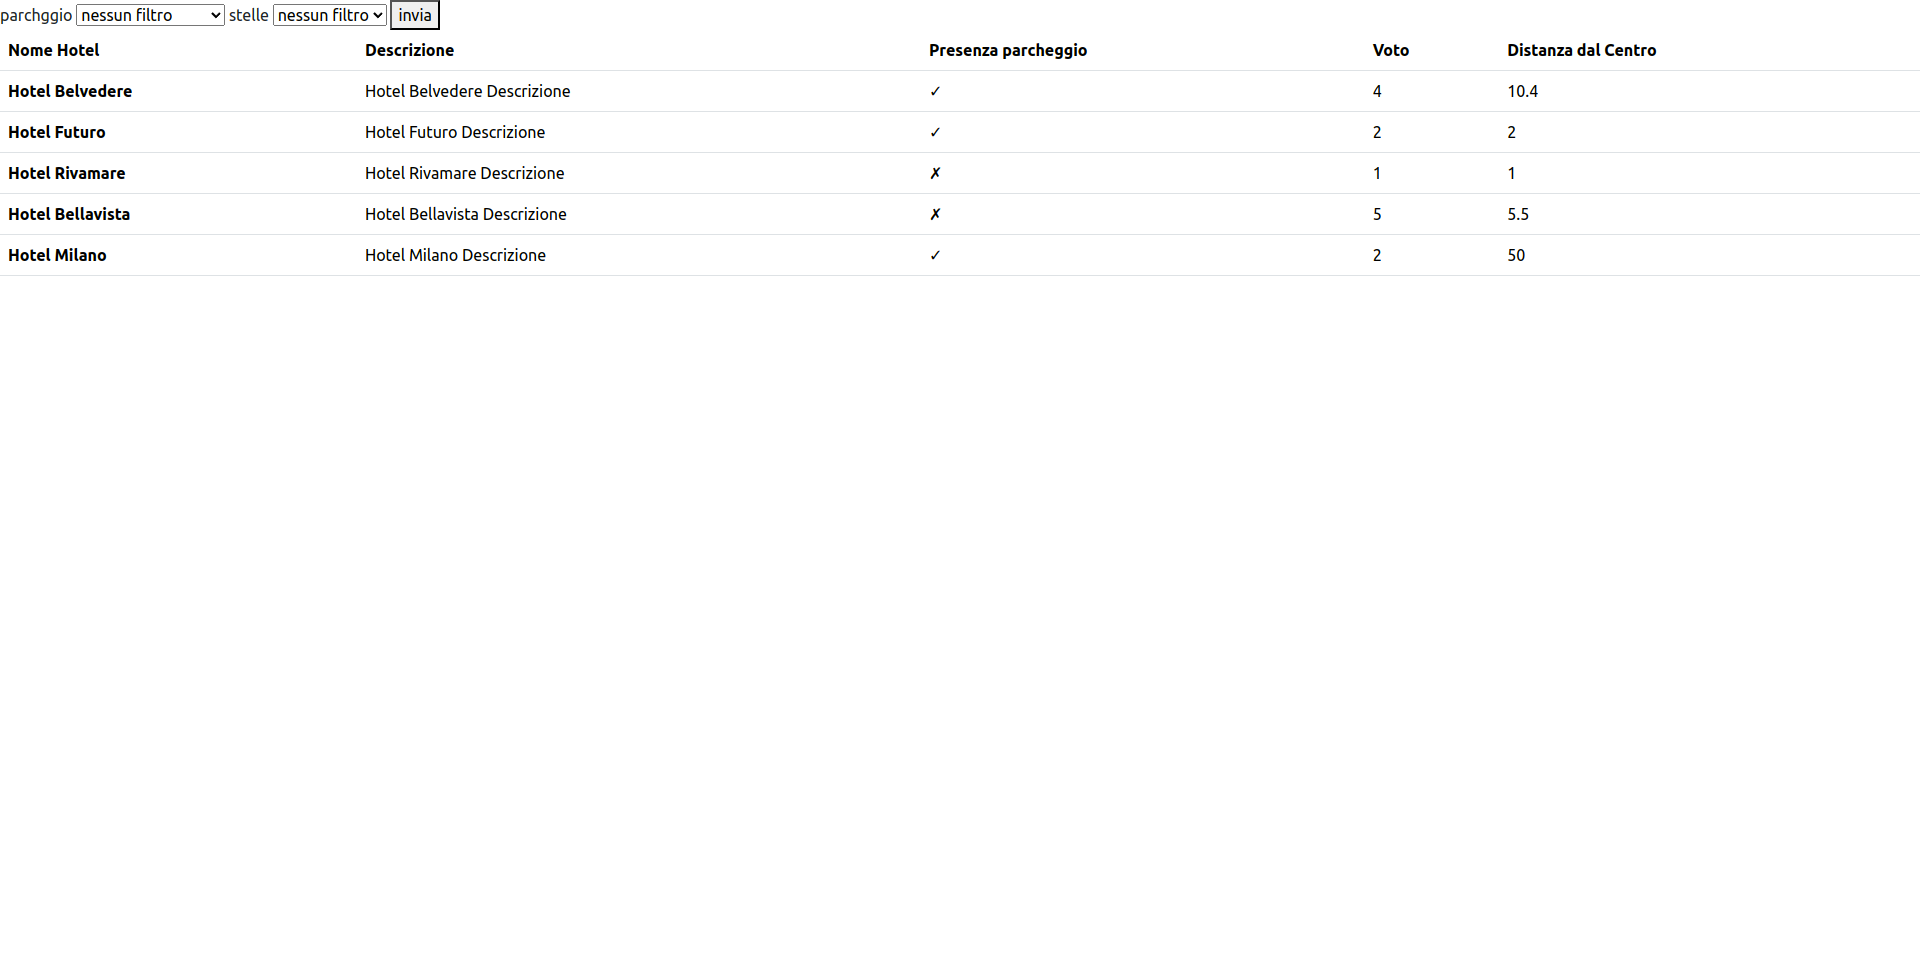 parchggio nessun filtro stelle nessun filtro invia
Nome Hotel Descrizione Presenza parcheggio Voto Distanza dal Centro
Hotel Belvedere Hotel Belvedere Descrizione ✓ 4 10.4
Hotel Futuro Hotel Futuro Descrizione ✓ 2 2
Hotel Rivamare Hotel Rivamare Descrizione ✗ 1 1
Hotel Bellavista Hotel Bellavista Descrizione ✗ 5 5.5
Hotel Milano Hotel Milano Descrizione ✓ 2 50